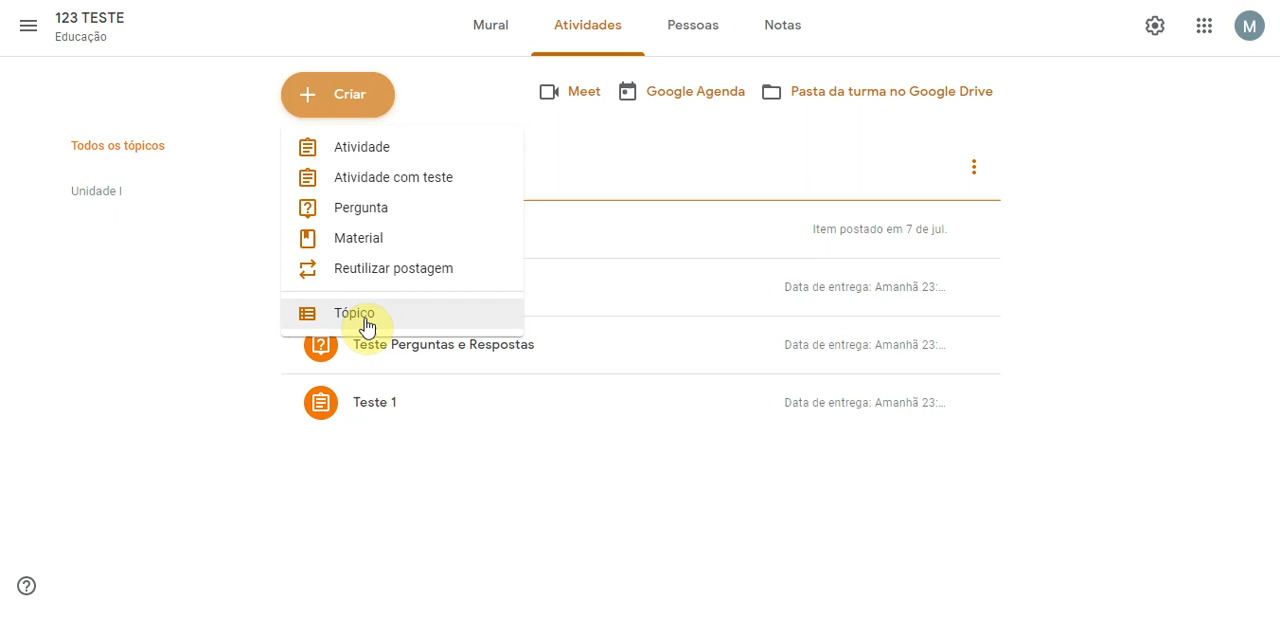 123 TESTE
Educação
Mural
Atividades
Pessoas
Notas
M
Criar
Meet
Google Agenda
Pasta da turma no Google Drive
Todos os tópicos
Unidade I
Atividade
Atividade com teste
Pergunta
Material
Reutilizar postagem
Tópico
Item postado em 7 de jul.
Data de entrega: Amanhã 23:...
Teste Perguntas e Respostas
Data de entrega: Amanhã 23:...
Teste 1
Data de entrega: Amanhã 23:...